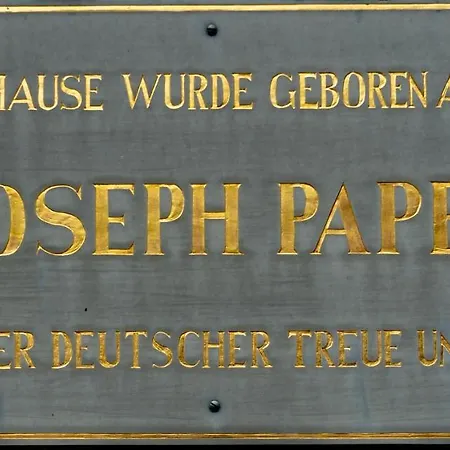 HAUSE WURDE GEBOREN A
OSEPH PAPE
ER DEUTSCHER TREUE UN